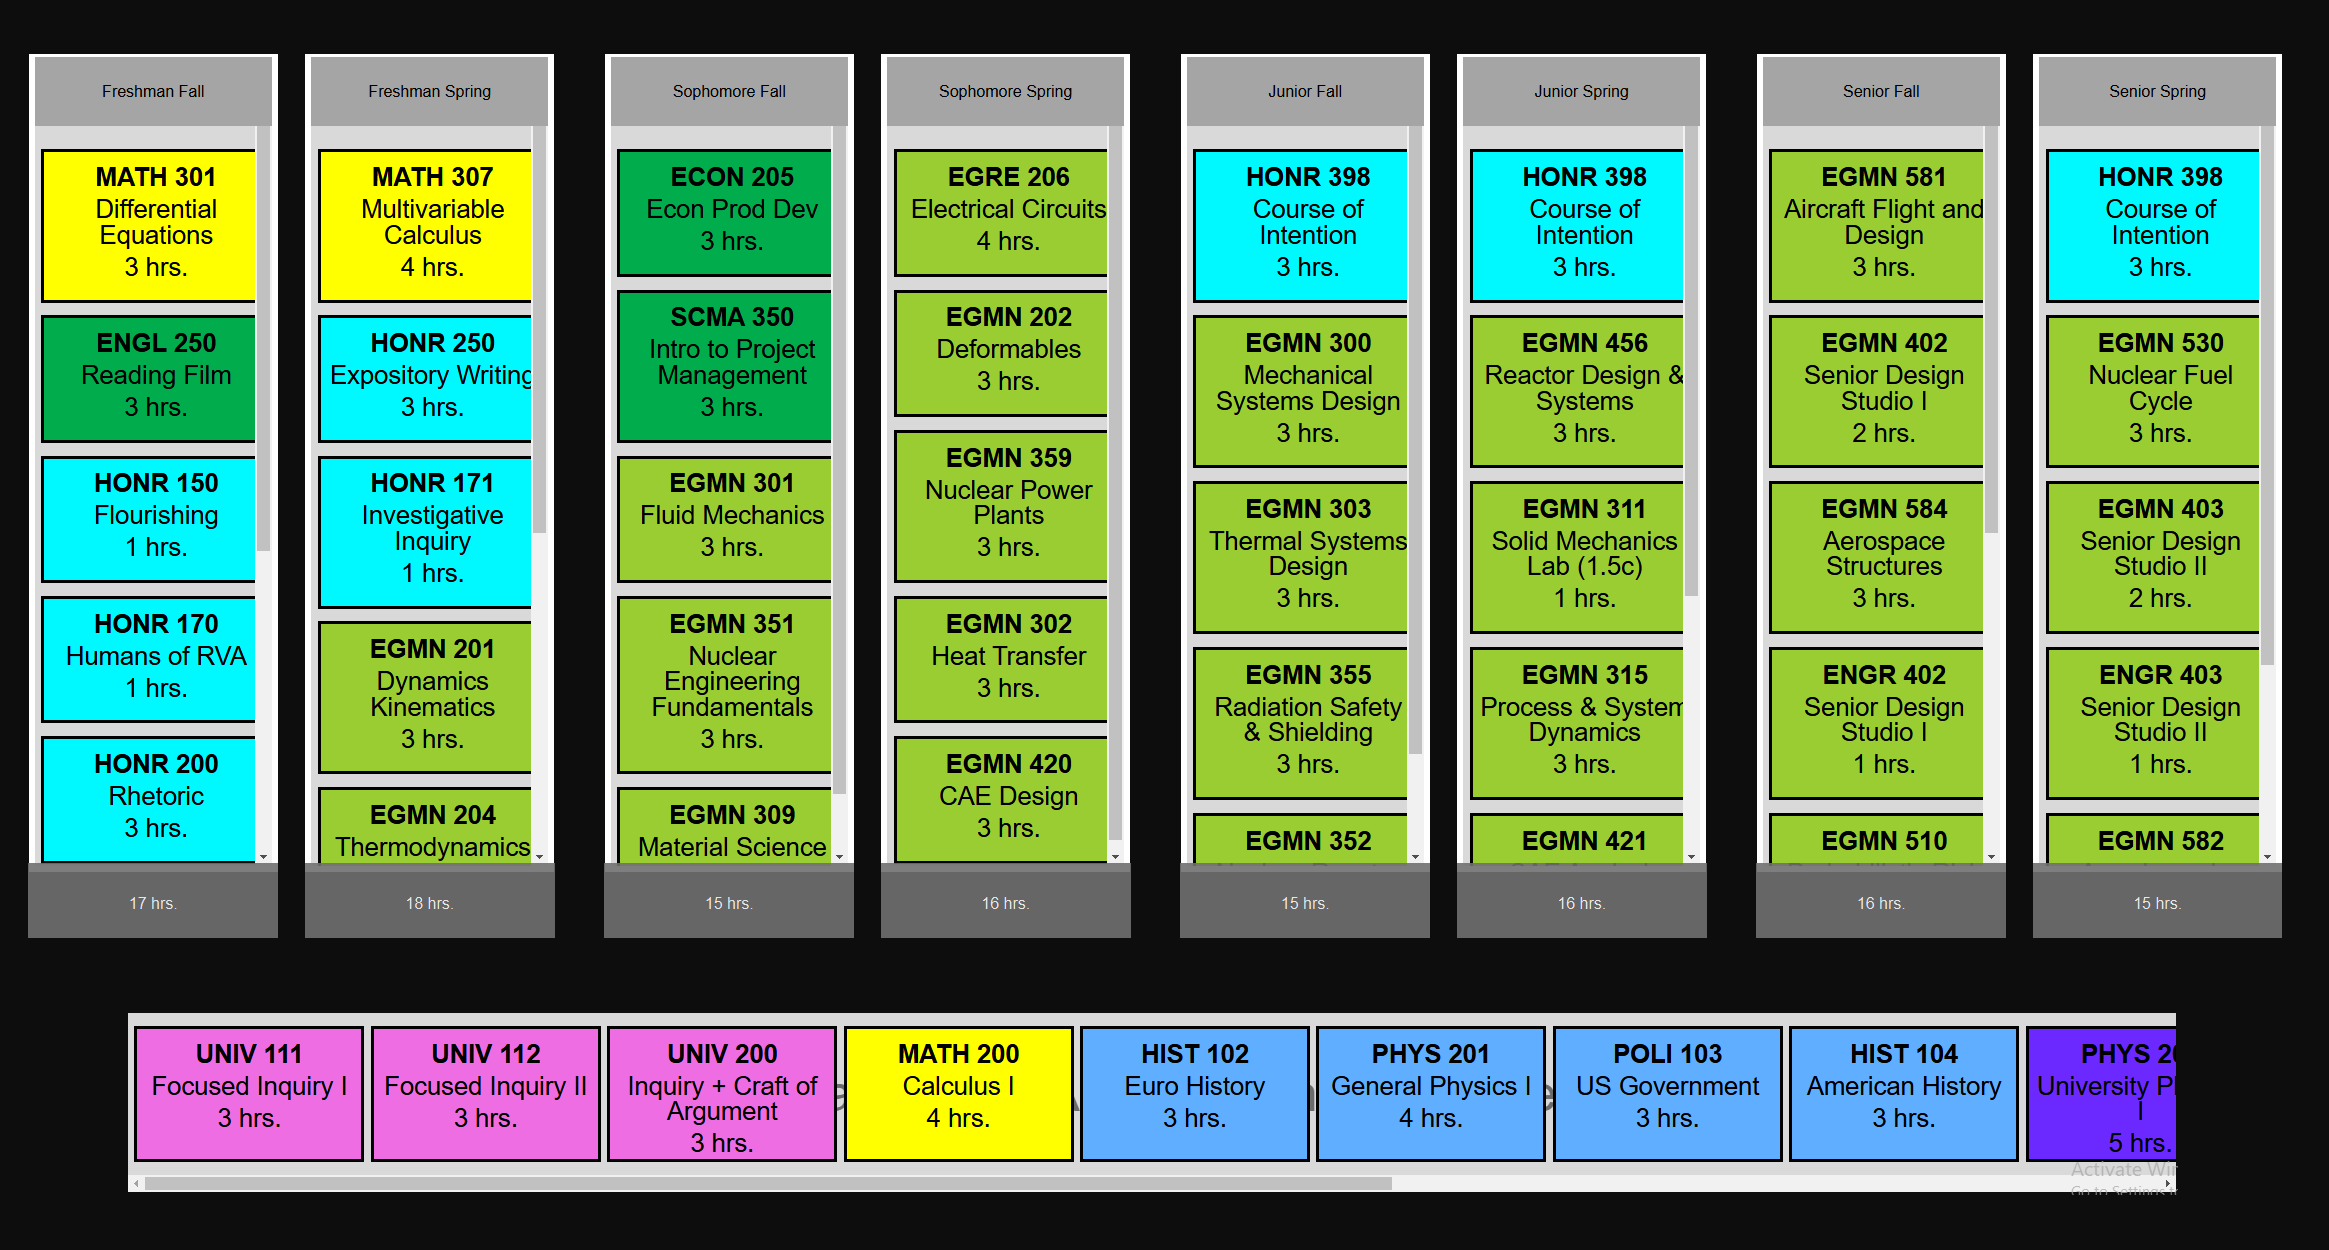 Freshman Fall
MATH 301
Differential
Equations
3 hrs.
ENGL 250
Reading Film
3 hrs.
HONR 150
Flourishing
1 hrs.
HONR 170
Humans of RVA
1 hrs.
HONR 200
Rhetoric
3 hrs.
17 hrs.
Freshman Spring
MATH 307
Multivariable
Calculus
4 hrs.
HONR 250
Expository Writing
3 hrs.
HONR 171
Investigative
Inquiry
1 hrs.
EGMN 201
Dynamics
Kinematics
3 hrs.
EGMN 204
Thermodynamics
18 hrs.
Sophomore Fall
ECON 205
Econ Prod Dev
3 hrs.
SCMA 350
Intro to Project
Management
3 hrs.
EGMN 301
Fluid Mechanics
3 hrs.
EGMN 351
Nuclear
Engineering
Fundamentals
3 hrs.
EGMN 309
Material Science
15 hrs.
Sophomore Spring
EGRE 206
Electrical Circuits
4 hrs.
EGMN 202
Deformables
3 hrs.
EGMN 359
Nuclear Power
Plants
3 hrs.
EGMN 302
Heat Transfer
3 hrs.
EGMN 420
CAE Design
3 hrs.
16 hrs.
Junior Fall
HONR 398
Course of
Intention
3 hrs.
EGMN 300
Mechanical
Systems Design
3 hrs.
EGMN 303
Thermal Systems
Design
3 hrs.
EGMN 355
Radiation Safety
& Shielding
3 hrs.
EGMN 352
15 hrs.
Junior Spring
HONR 398
Course of
Intention
3 hrs.
EGMN 456
Reactor Design &
Systems
3 hrs.
EGMN 311
Solid Mechanics
Lab (1.5c)
1 hrs.
EGMN 315
Process & System
Dynamics
3 hrs.
EGMN 421
16 hrs.
Senior Fall
EGMN 581
Aircraft Flight and
Design
3 hrs.
EGMN 402
Senior Design
Studio I
2 hrs.
EGMN 584
Aerospace
Structures
3 hrs.
ENGR 402
Senior Design
Studio I
1 hrs.
EGMN 510
16 hrs.
Senior Spring
HONR 398
Course of
Intention
3 hrs.
EGMN 530
Nuclear Fuel
Cycle
3 hrs.
EGMN 403
Senior Design
Studio II
2 hrs.
ENGR 403
Senior Design
Studio II
1 hrs.
EGMN 582
15 hrs.
UNIV 111
Focused Inquiry I
3 hrs.
UNIV 112
Focused Inquiry II
3 hrs.
UNIV 200
Inquiry + Craft of
Argument
3 hrs.
MATH 200
Calculus I
4 hrs.
HIST 102
Euro History
3 hrs.
PHYS 201
General Physics I
4 hrs.
POLI 103
US Government
3 hrs.
HIST 104
American History
3 hrs.
PHYS
University
I
5 hrs.
Activate